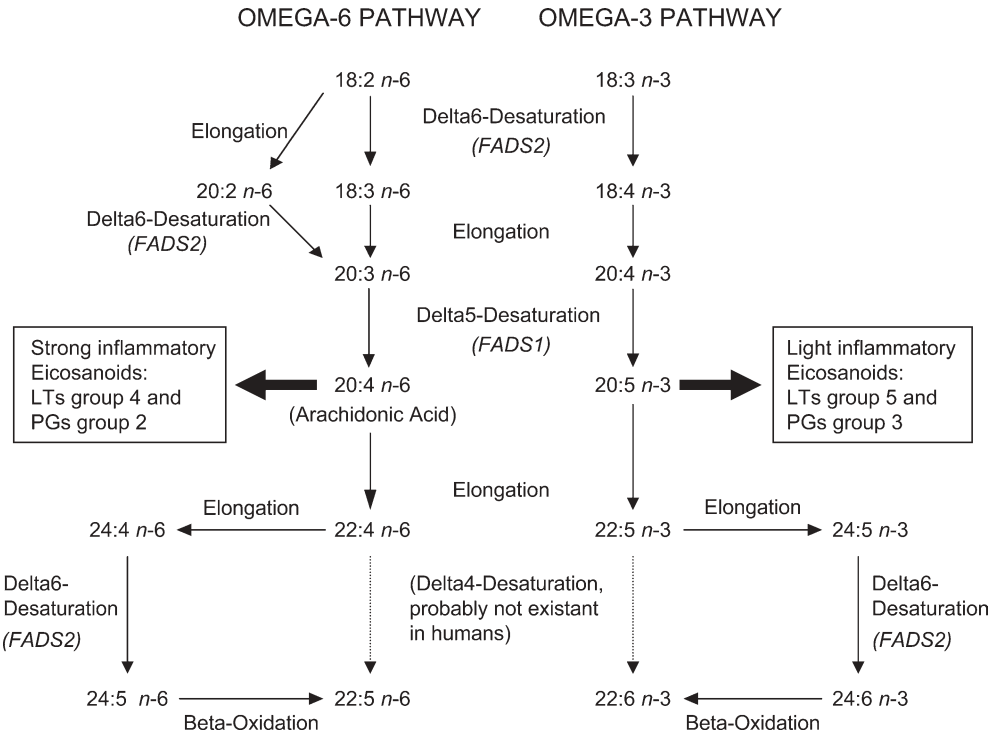 OMEGA-6 PATHWAY
OMEGA-3 PATHWAY
18:2 n-6
18:3 n-3
Elongation
Delta6-Desaturation
(FADS2)
20:2 n-6
18:3 n-6
18:4 n-3
Delta6-Desaturation
(FADS2)
Elongation
20:3 n-6
20:4 n-3
Delta5-Desaturation
(FADS1)
Strong inflammatory
Eicosanoids:
LTs group 4 and
PGs group 2
20:4 n-6
(Arachidonic Acid)
20:5 n-3
Light inflammatory
Eicosanoids:
LTs group 5 and
PGs group 3
Elongation
24:4 n-6
Elongation
22:4 n-6
22:5 n-3
Elongation
24:5 n-3
Delta6-
Desaturation
(FADS2)
(Delta4-Desaturation,
probably not existant
in humans)
Delta6-
Desaturation
(FADS2)
24:5 n-6
Beta-Oxidation
22:5 n-6
22:6 n-3
Beta-Oxidation
24:6 n-3